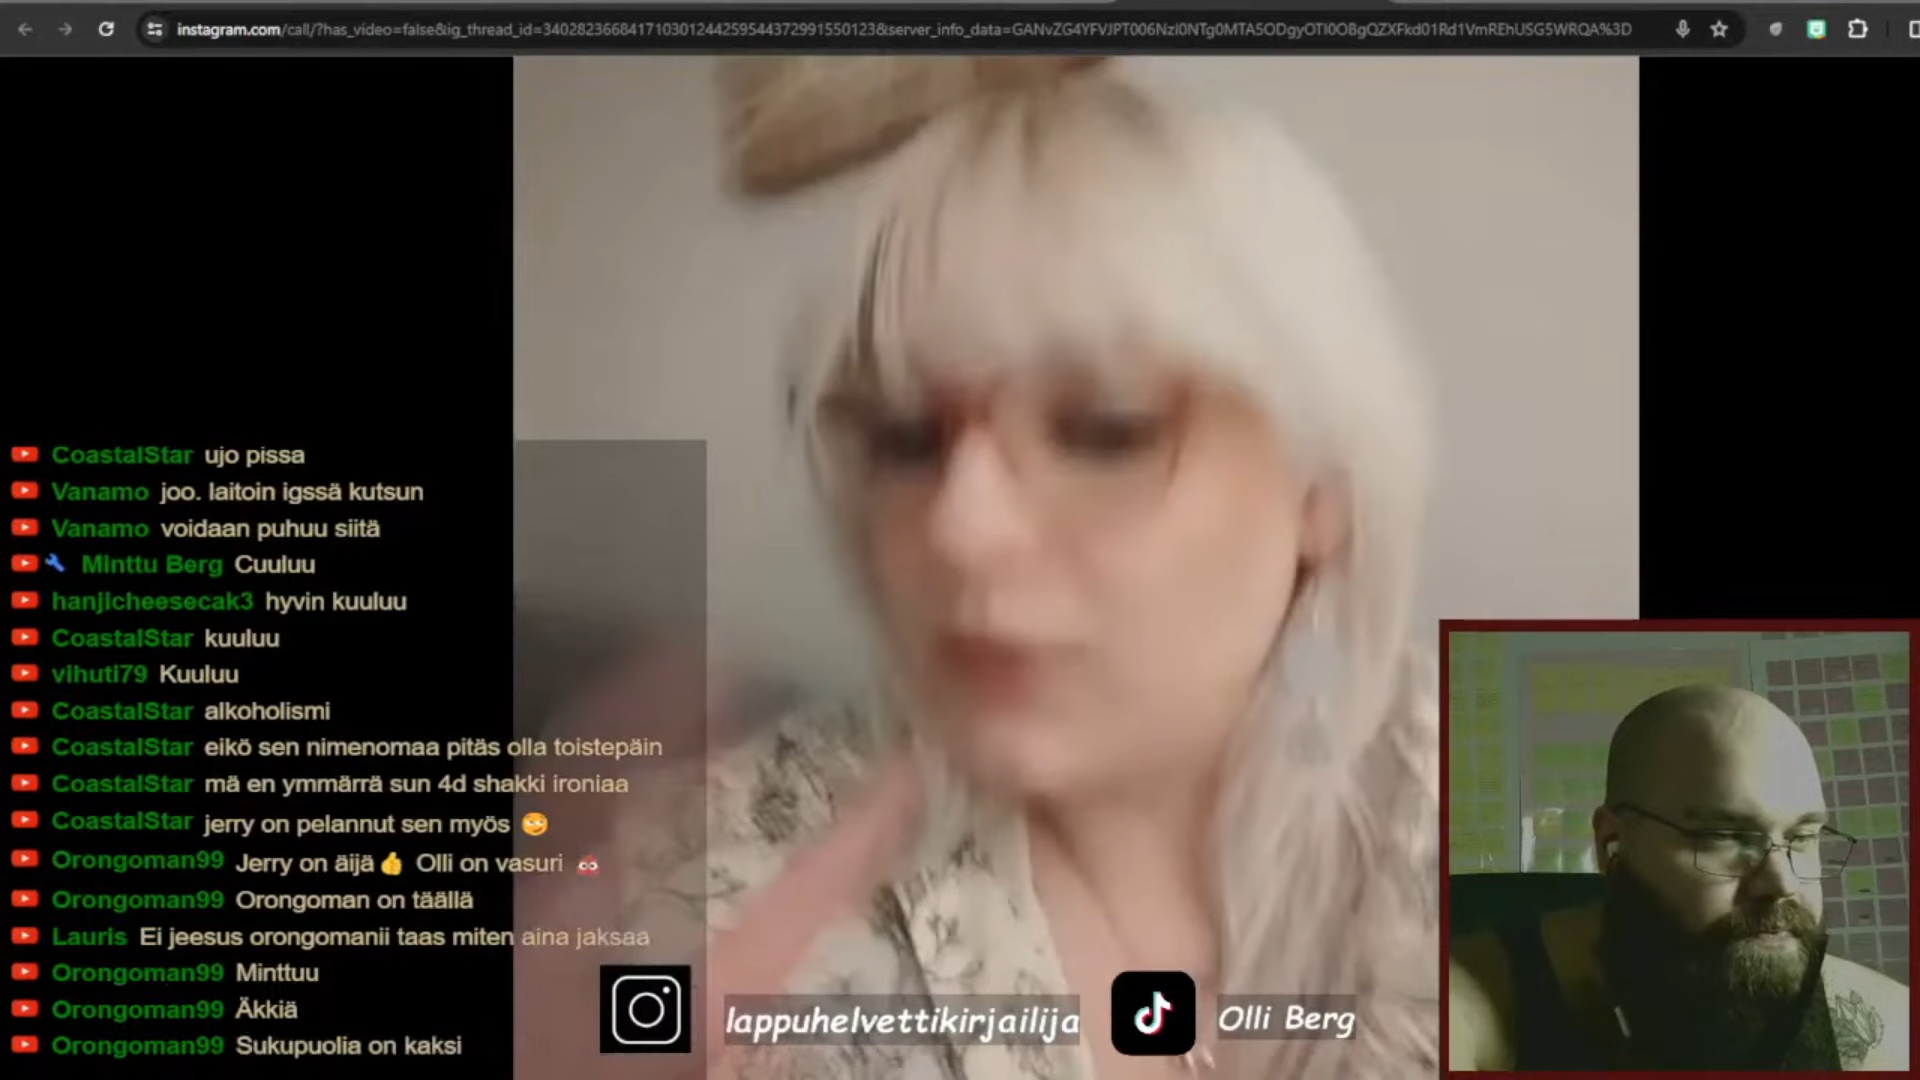 instagram.com/call/?has_video=false&ig_thread_id=340282366841710301244259544372991550123&server_info_data=GANvZG4YFVJPT006NzI0NTg0MTA5ODgyOTI0OBgQZXFkd01Rd1VmREhUSG5WRQA%3D
CoastalStar ujo pissa
Vanamo joo. laitoin igssä kutsun
Vanamo voidaan puhuu siitä
Minttu Berg Cuuluu
hanjicheesecak3 hyvin kuuluu
CoastalStar kuuluu
vihuti79 Kuuluu
CoastalStar alkoholismi
CoastalStar eikö sen nimenomaa pitäs olla toistepäin
CoastalStar mä en ymmärrä sun 4d shakki ironiaa
CoastalStar jerry on pelannut sen myös
Orongoman99 Jerry on äijä👍 Olli on vasuri 💩
Orongoman99 Orongoman on täällä
Lauris Ei jeesus orongomanii taas miten aina jaksaa
Orongoman99 Minttuu
Orongoman99 Äkkiä
Orongoman99 Sukupuolia on kaksi
lappuhelvettikirjailija
Olli Berg